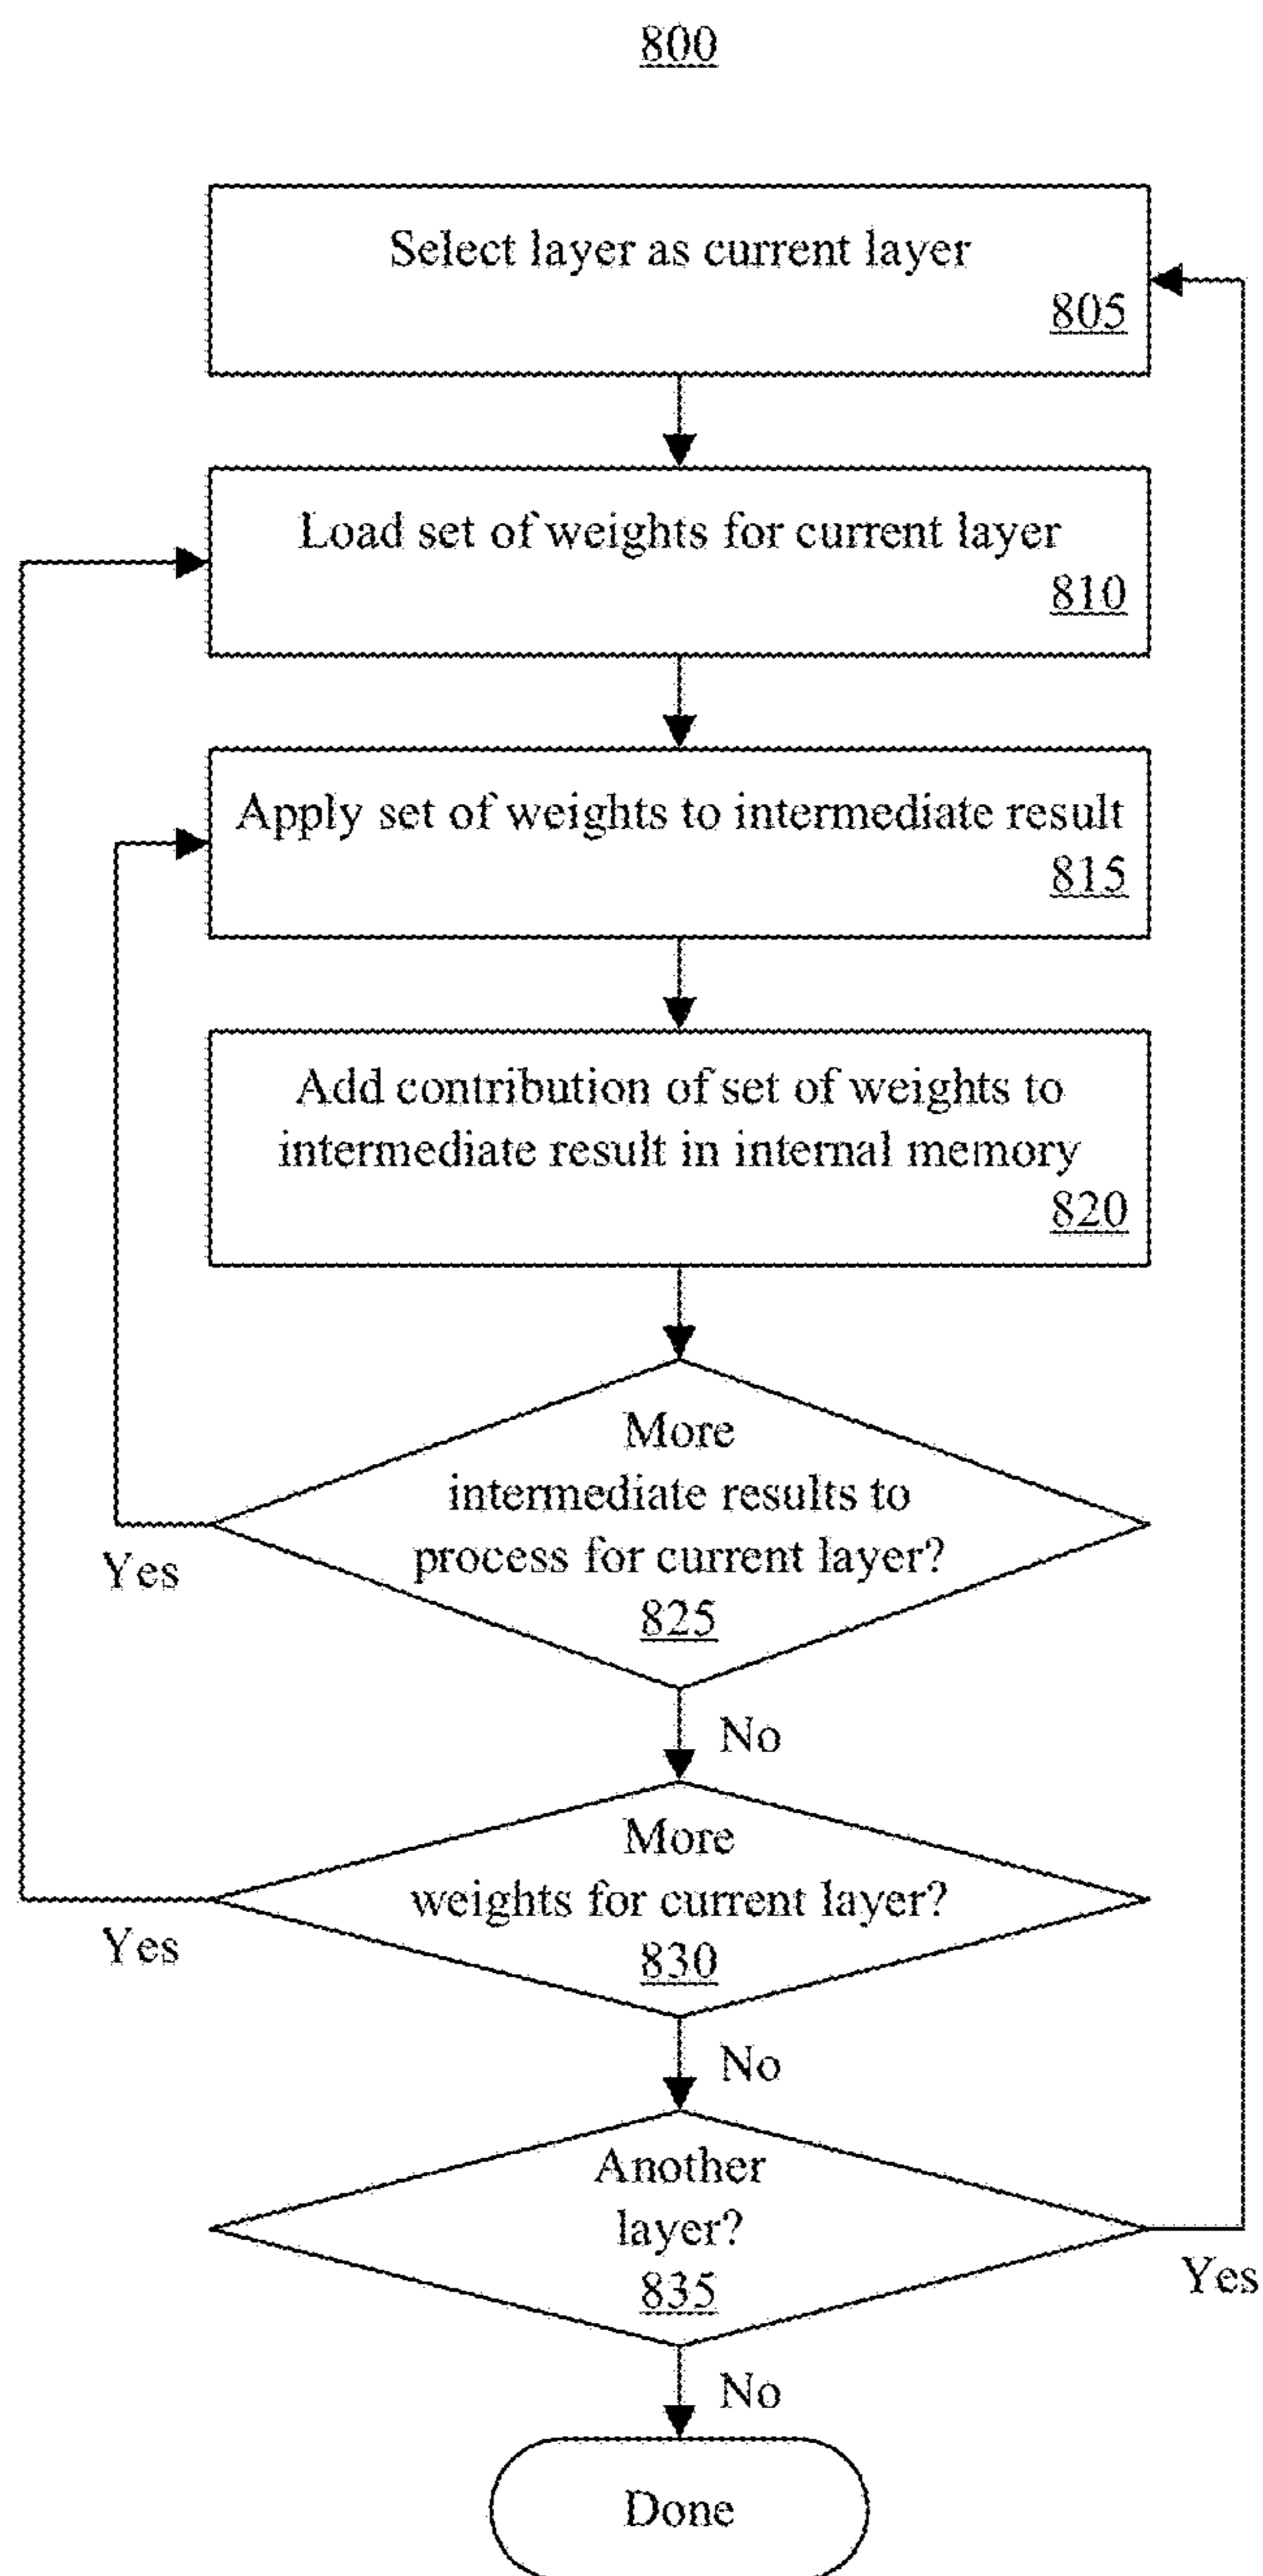 800
Select layer as current layer
805
Load set of weights for current layer
810
Apply set of weights to intermediate result
815
Add contribution of set of weights to
intermediate result in internal memory
820
More
intermediate results to
process for current layer?
825
Yes
No
More
weights for current layer?
830
Yes
No
Another
layer?
835
Yes
No
Done